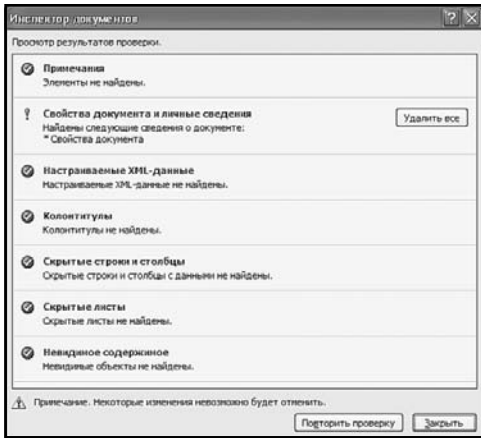 Инспектор документов
Просмотр результатов проверки.
Примечания
Элементы не найдены.
Свойства документа и личные сведения
Найдены следующие сведения о документе:
* Свойства документа
Удалить все
Настраиваемые XML-данные
Настраиваемые XML-данные не найдены.
Колонтитулы
Колонтитулы не найдены.
Скрытые строки и столбцы
Скрытые строки и столбцы с данными не найдены.
Скрытые листы
Скрытые листы не найдены.
Невидимое содержимое
Невидимые объекты не найдены.
Примечание. Некоторые изменения невозможно будет отменить.
Повторить проверку
Закрыть